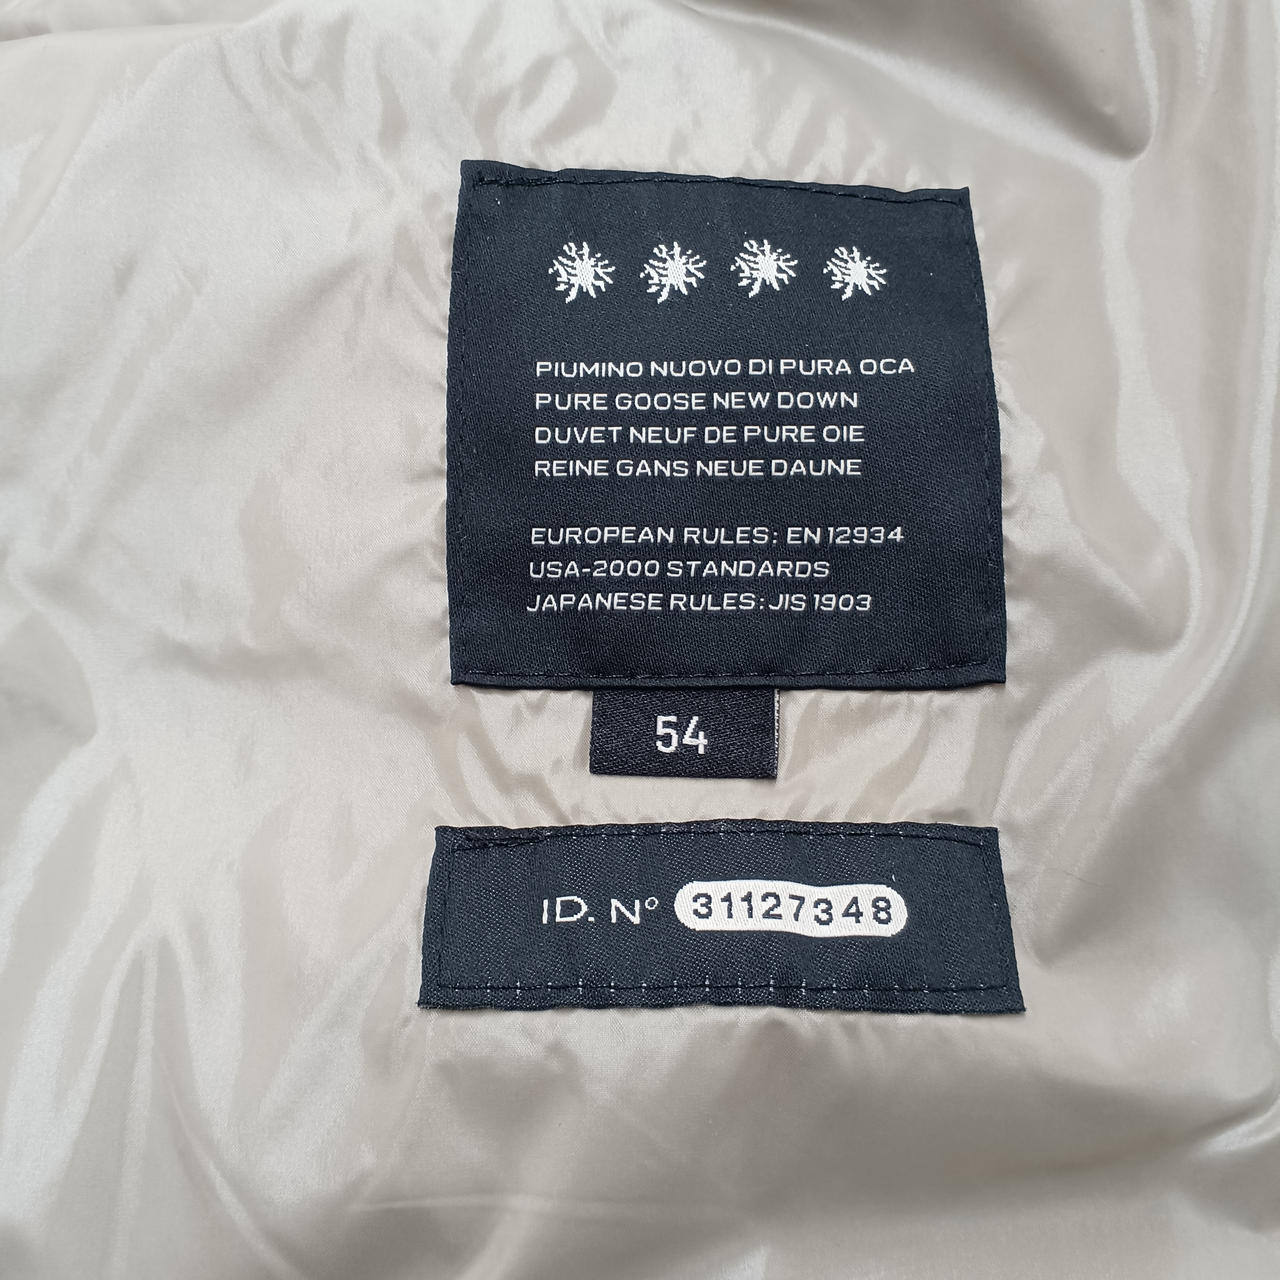 PIUMINO NUOVO DI PURA OCA
PURE GOOSE NEW DOWN
DUVET NEUF DE PURE OIE
REINE GANS NEUE DAUNE
EUROPEAN RULES: EN 12934
USA-2000 STANDARDS
JAPANESE RULES: JIS 1903
54
ID. N° 31127348